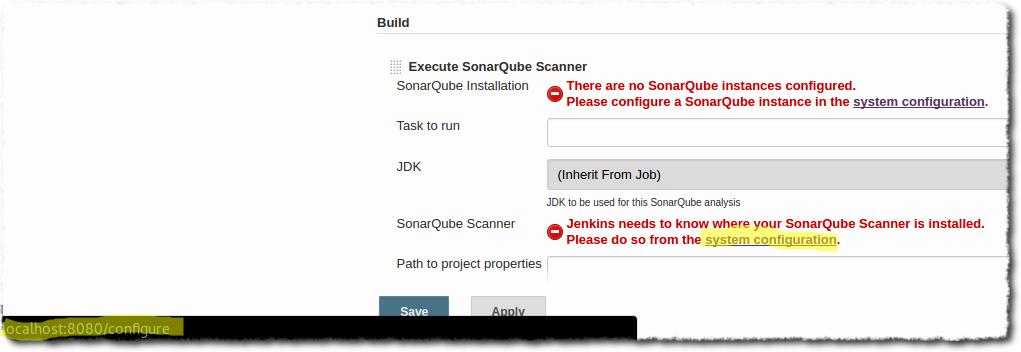 Build
Execute SonarQube Scanner
SonarQube Installation
There are no SonarQube instances configured.
Please configure a SonarQube instance in the system configuration.
Task to run
JDK
(Inherit From Job)
JDK to be used for this SonarQube analysis
SonarQube Scanner
Jenkins needs to know where your SonarQube Scanner is installed.
Please do so from the system configuration.
Path to project properties
Save
Apply
localhost:8080/configure